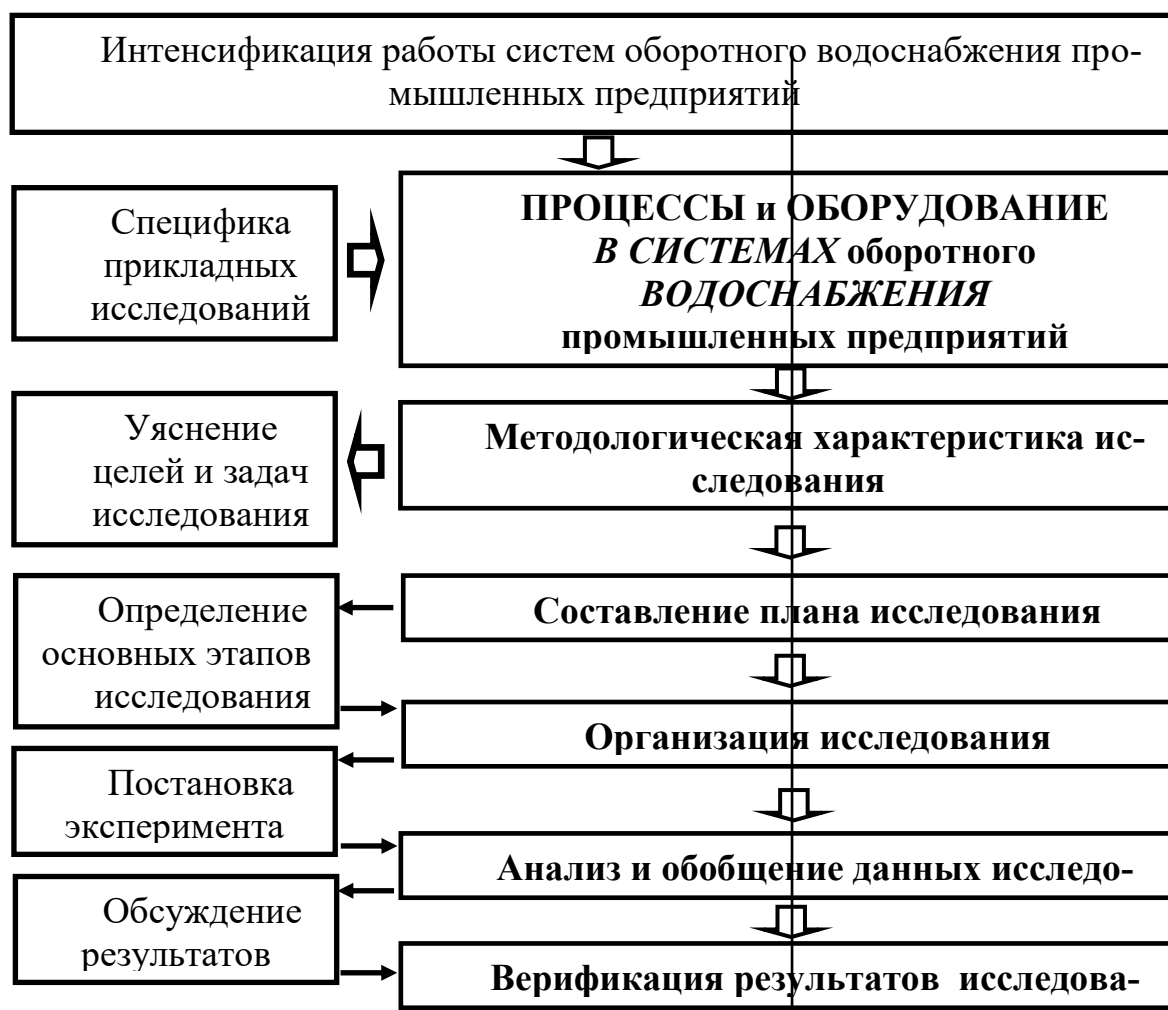 Интенсификация работы систем оборотного водоснабжения про-
мышленных предприятий
Специфика
прикладных
исследований
ПРОЦЕССЫ и ОБОРУДОВАНИЕ
В СИСТЕМАХ оборотного
ВОДОСНАБЖЕНИЯ
промышленных предприятий
Уяснение
целей и задач
исследования
Методологическая характеристика ис-
следования
Определение
основных этапов
исследования
Составление плана исследования
Организация исследования
Постановка
эксперимента
Анализ и обобщение данных исследо-
Обсуждение
результатов
Верификация результатов исследова-